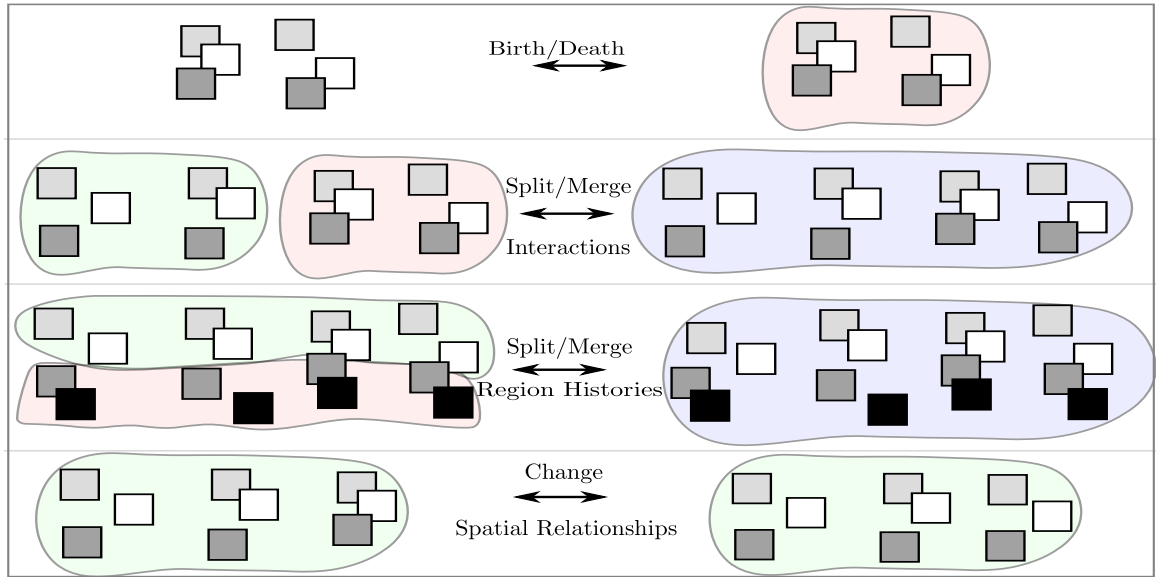 Birth/Death
Split/Merge
Interactions
Split/Merge
Region Histories
Change
Spatial Relationships